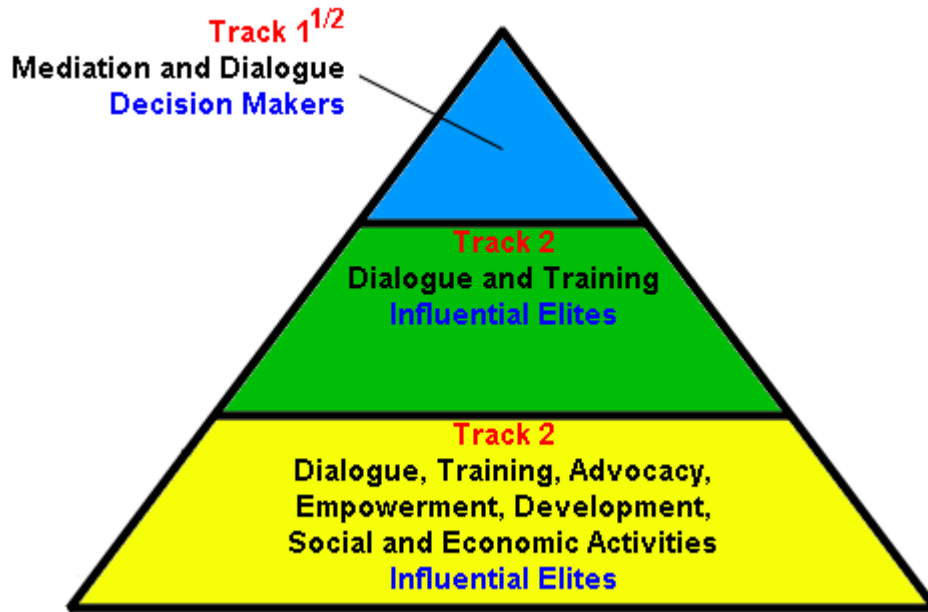 Track 1^1/2
Mediation and Dialogue
Decision Makers
Track 2
Dialogue and Training
Influential Elites
Track 2
Dialogue, Training, Advocacy,
Empowerment, Development,
Social and Economic Activities
Influential Elites